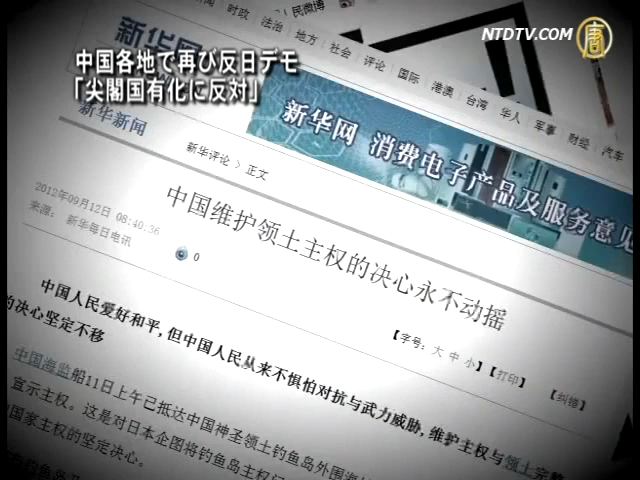 NTDTV.COM
中国各地で再び反日デモ
「尖閣国有化に反対」
财政 法治 地方 社会 评论 国际 港澳 台湾 华人 军事 财经 汽车
新华网
新华新闻
新华网 消费电子产品及服务意见
新华评论 > 正文
中国维护领土主权的决心永不动摇
2012年09月12日 08:40:36
来源: 新华每日电讯
0
【字号: 大 中 小】【打印】 【纠错】
中国人民爱好和平,但中国人民从来不惧怕对抗与武力威胁,维护主权与领土完整
的决心坚定不移
中国海监船11日上午已抵达中国神圣领土钓鱼岛外围海
宣示主权。这是对日本企图将钓鱼岛主权
国家主权的坚定决心。